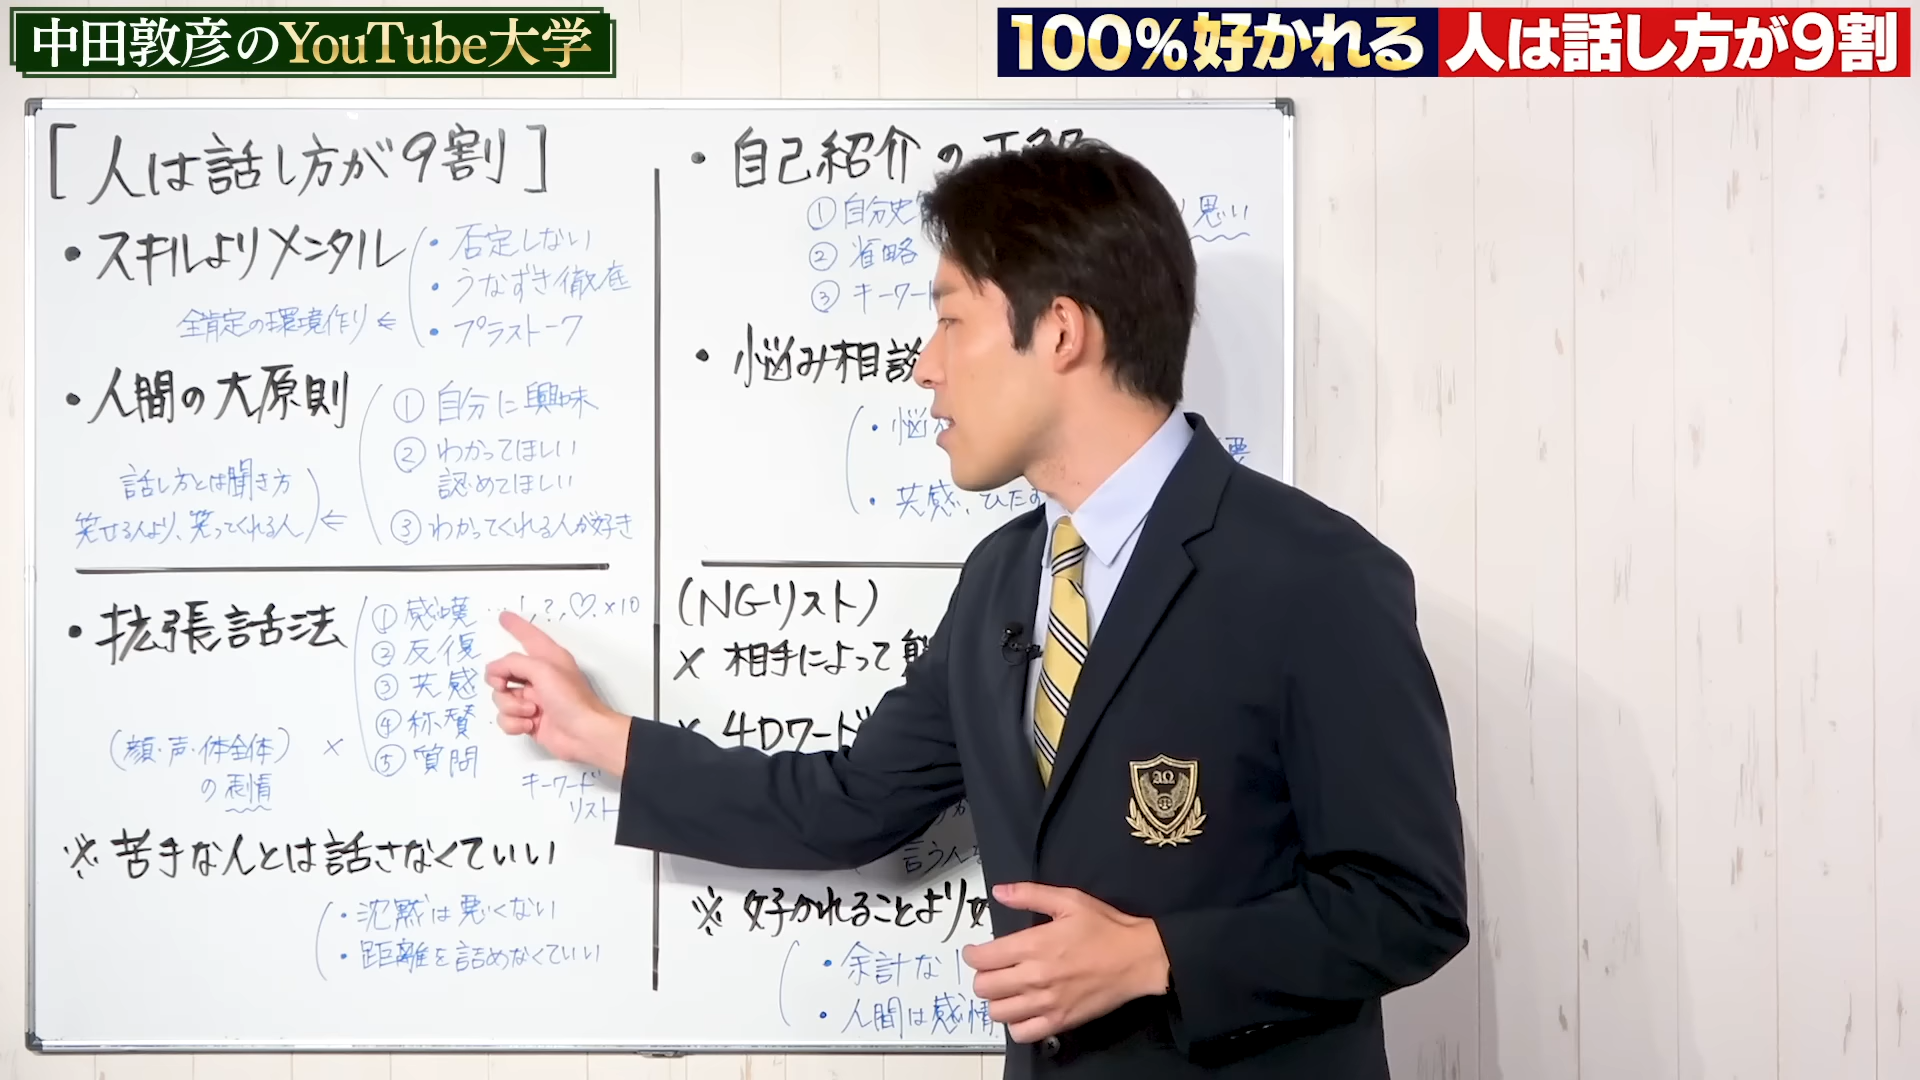 中田敦彦のYouTube大学
100%好かれる 人は話し方が9割
[人は話し方が9割]
・スキルよりメンタル
・否定しない
・うなずき徹底
・プラストーク
全肯定の環境作り ⇐
・人間の大原則
① 自分に興味
② わかってほしい
認めてほしい
③ わかってくれる人が好き
話し方とは聞き方
笑せる人より、笑ってくれる人 ⇐
・拡張話法
① 感嘆 … !, ?, ♡. ×10
② 反復
③ 共感
④ 称賛
⑤ 質問
(顔・声・体全体) ×
の表情
キーワード
リスト
※ 苦手な人とは話さなくていい
・沈黙は悪くない
・距離を詰めなくていい
・自己紹介の
① 自分史
思い
② 省略
③ キーワー
・悩み相談
・悩
・共感、ひたす
(NGリスト)
× 相手によって
× 4Dワード
言う人
※ 好かれることより
・余計な
・人間は感情
ΑΩ